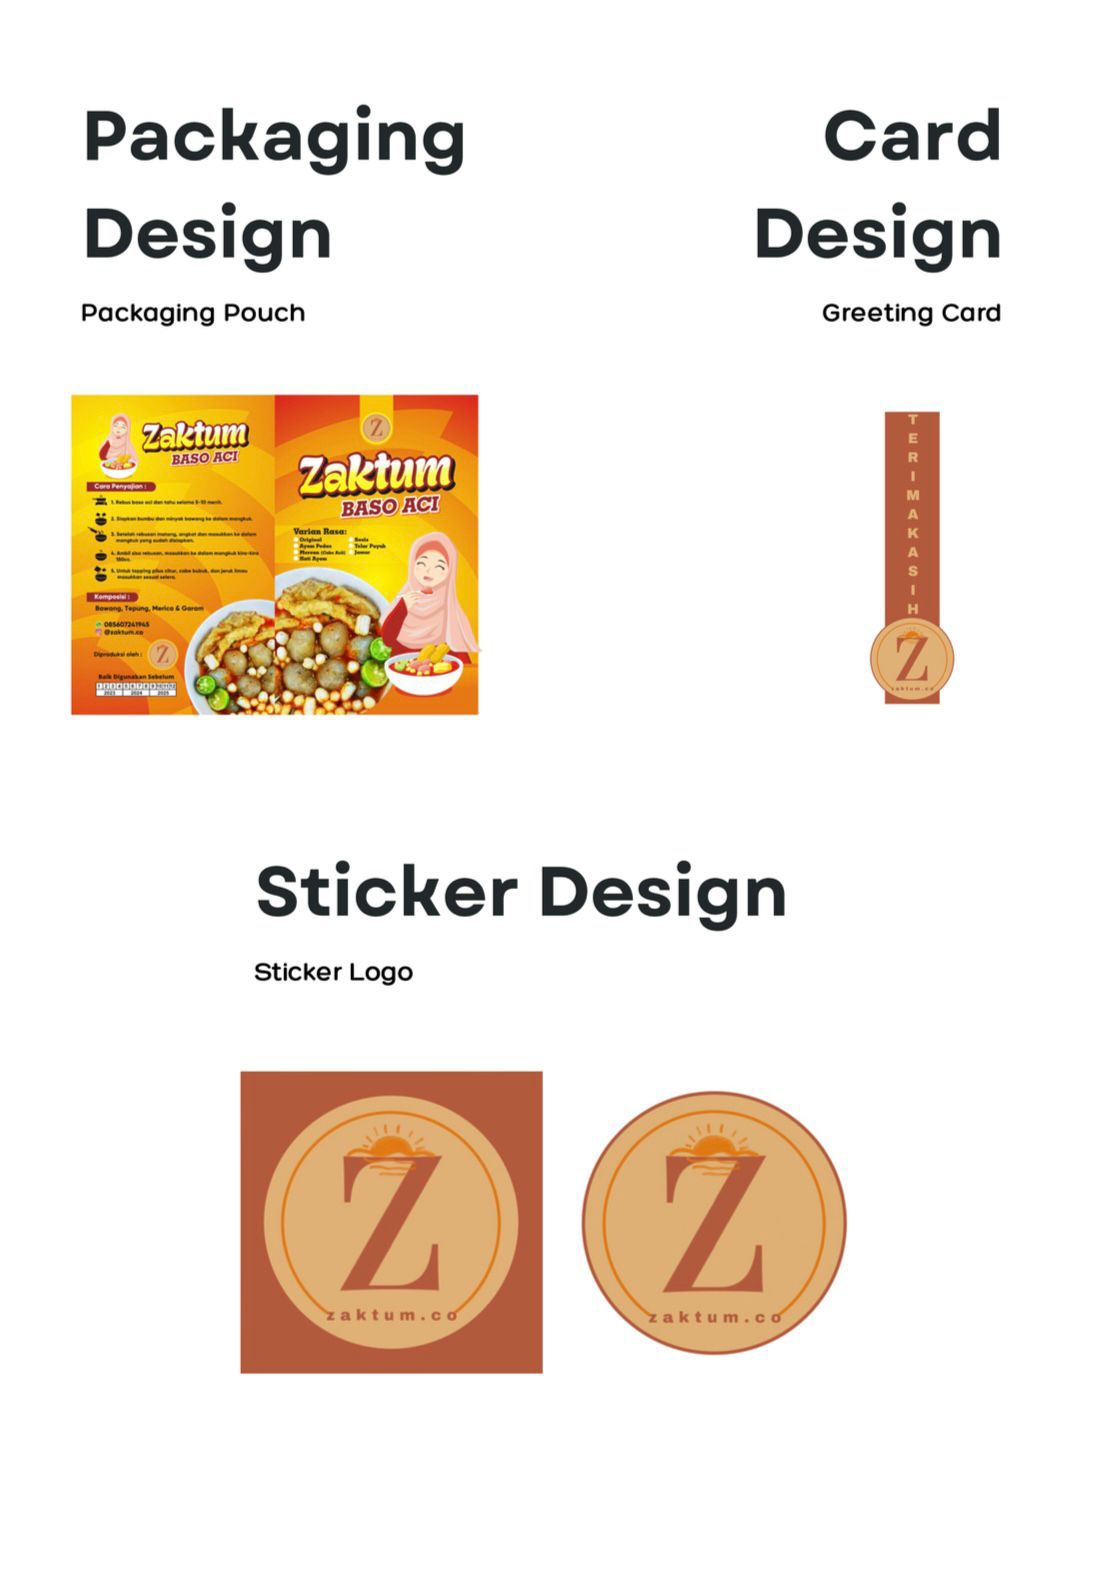 Packaging
Design
Packaging Pouch
Card
Design
Greeting Card
Zaktum
BASO ACI
Cara Penyajian :
1. Rebus baso aci dan tahu selama 5-10 menit.
2. Siapkan bumbu dan minyak bawang ke dalam mangkuk.
3. Setelah rebusan matang, angkat dan masukkan ke dalam
mangkuk yang sudah disiapkan.
4. Ambil sisa rebusan, masukkan ke dalam mangkuk kira-kira
150cc.
5. Untuk topping pilus cikur, cabe bubuk, dan jeruk limau
masukkan sesuai selera.
Komposisi :
Bawang, Tepung, Merica & Garam
085607241945
@zaktum.co
Diproduksi oleh :
Z
Baik Digunakan Sebelum
1 2 3 4 5 6 7 8 9 10 11 12
2023 2024 2025
Z
Zaktum
BASO ACI
Varian Rasa:
Original
Ayam Pedas
Mercon (Cabe Asli)
Hati Ayam
Sosis
Telur Puyuh
Jamur
TERIMAKASIH
Z
zaktum.co
Sticker Design
Sticker Logo
Z
zaktum.co
Z
zaktum.co